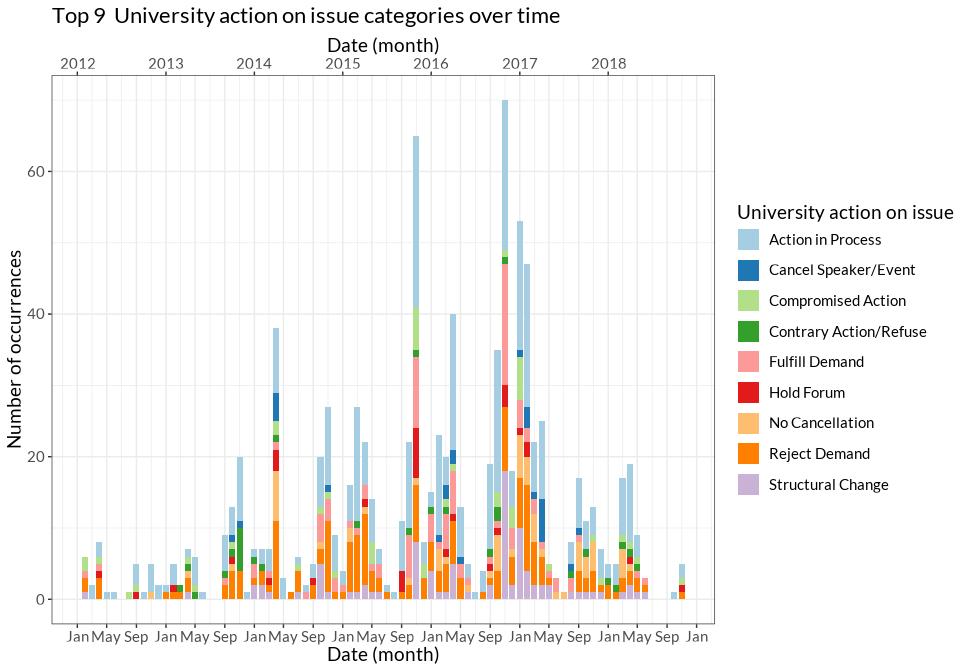 Top 9  University action on issue categories over time
Date (month)
2012 2013 2014 2015 2016 2017 2018
Number of occurrences
60
40
20
0
Jan May Sep Jan May Sep Jan May Sep Jan May Sep Jan May Sep Jan May Sep Jan May Sep Jan
Date (month)
University action on issue
Action in Process
Cancel Speaker/Event
Compromised Action
Contrary Action/Refuse
Fulfill Demand
Hold Forum
No Cancellation
Reject Demand
Structural Change